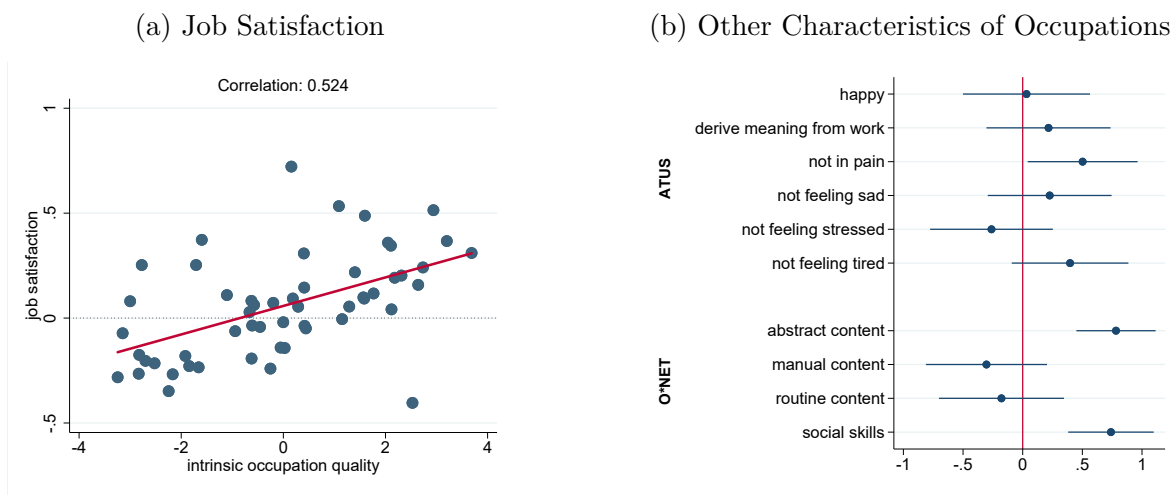 (a) Job Satisfaction
Correlation: 0.524
1
.5
0
-.5
job satisfaction
-4 -2 0 2 4
intrinsic occupation quality
(b) Other Characteristics of Occupations
ATUS
happy
derive meaning from work
not in pain
not feeling sad
not feeling stressed
not feeling tired
O*NET
abstract content
manual content
routine content
social skills
-1 -.5 0 .5 1